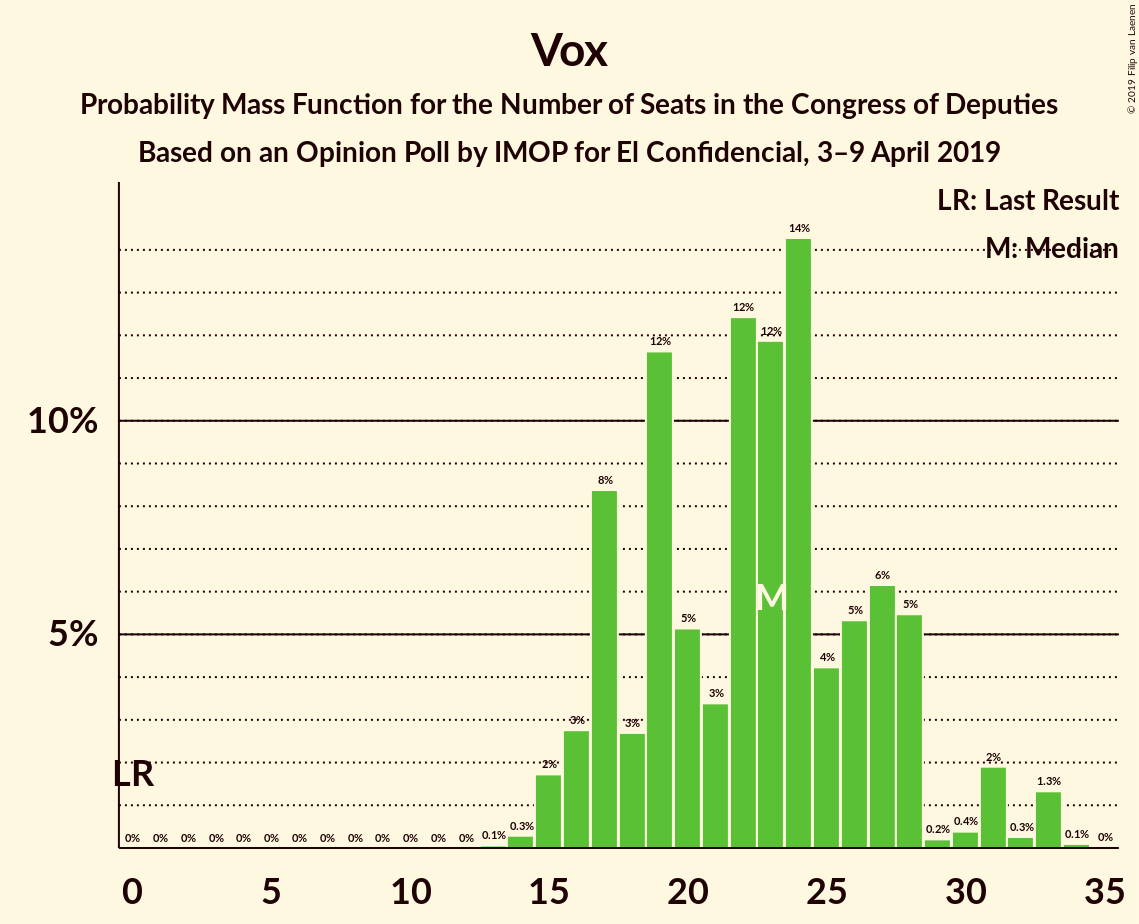 Vox
Probability Mass Function for the Number of Seats in the Congress of Deputies
Based on an Opinion Poll by IMOP for El Confidencial, 3–9 April 2019
© 2019 Filip van Laenen
LR: Last Result
M: Median
10%
5%
LR
M
0% 0% 0% 0% 0% 0% 0% 0% 0% 0% 0% 0% 0% 0.1% 0.3% 2% 3% 8% 3% 12% 5% 3% 12% 12% 14% 4% 5% 6% 5% 0.2% 0.4% 2% 0.3% 1.3% 0.1% 0%
0 5 10 15 20 25 30 35